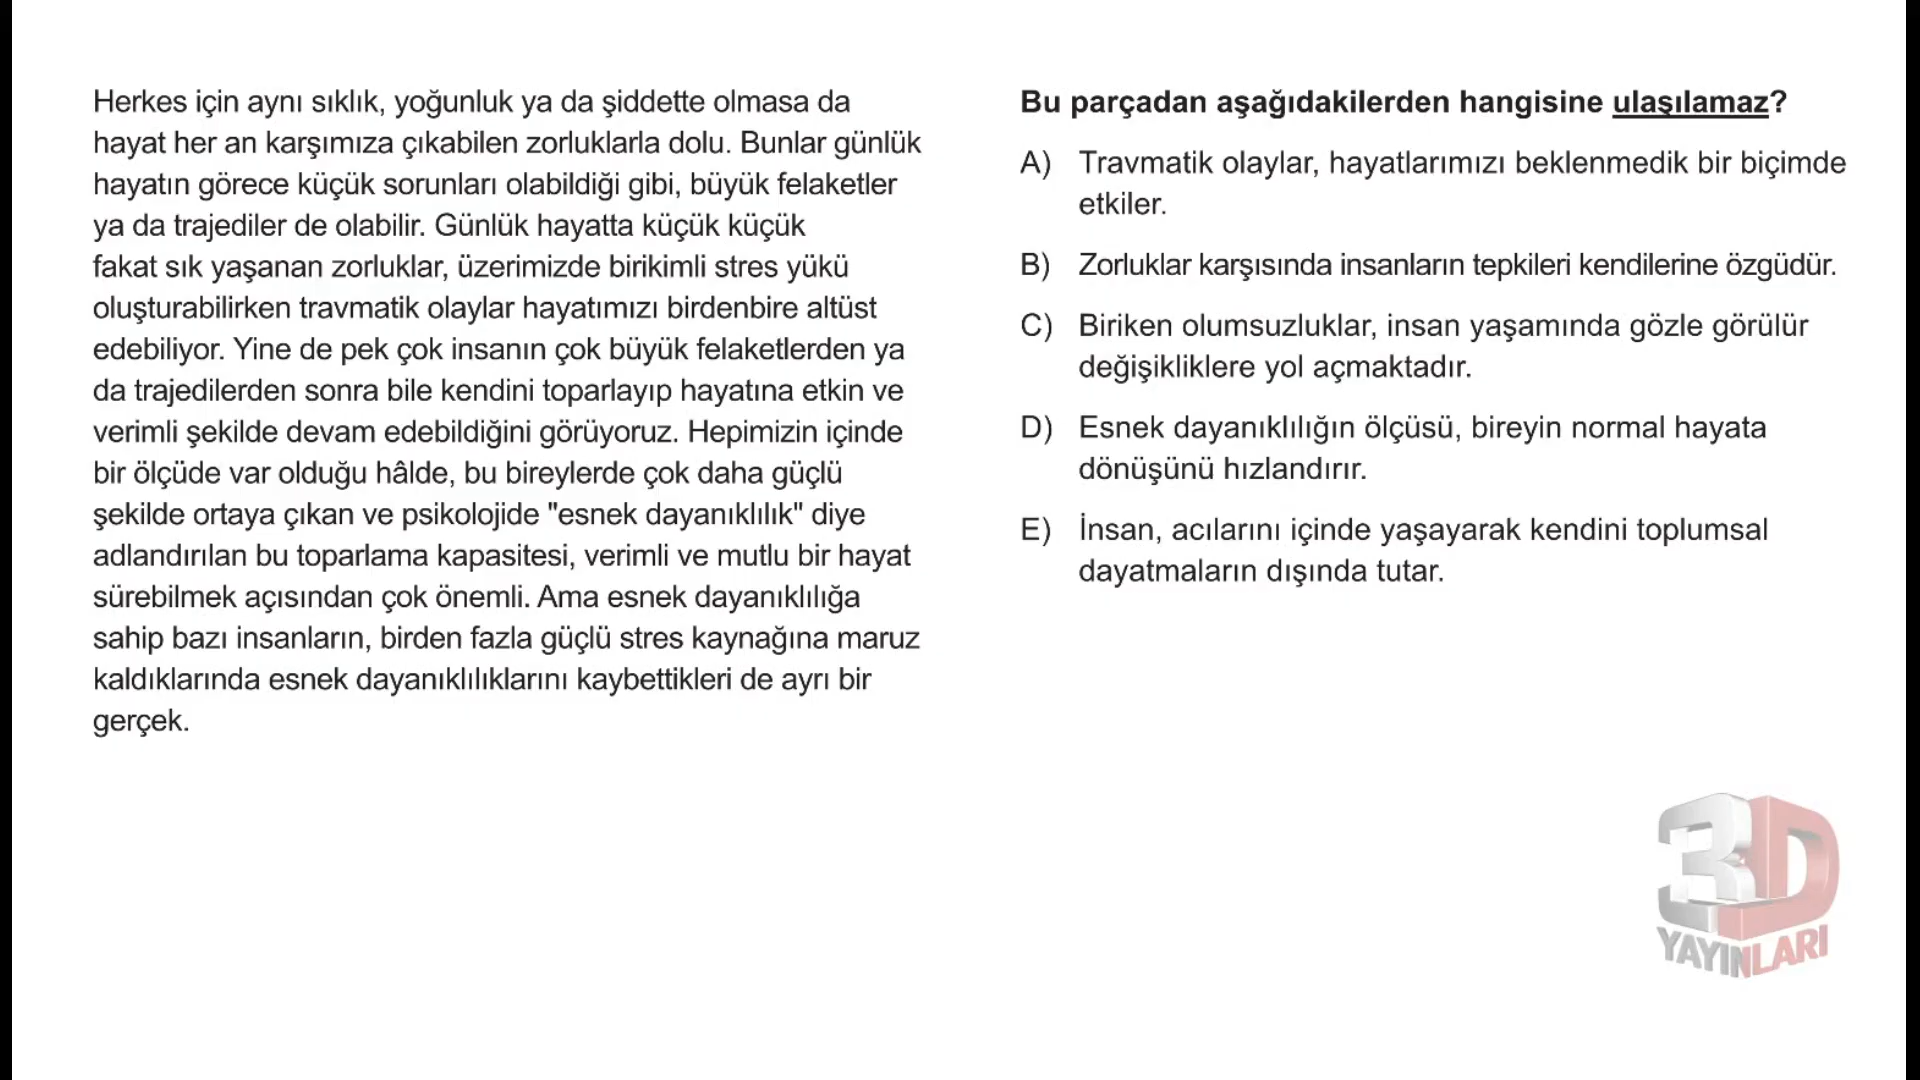 Herkes için aynı sıklık, yoğunluk ya da şiddette olmasa da
hayat her an karşımıza çıkabilen zorluklarla dolu. Bunlar günlük
hayatın görece küçük sorunları olabildiği gibi, büyük felaketler
ya da trajediler de olabilir. Günlük hayatta küçük küçük
fakat sık yaşanan zorluklar, üzerimizde birikimli stres yükü
oluşturabilirken travmatik olaylar hayatımızı birdenbire altüst
edebiliyor. Yine de pek çok insanın çok büyük felaketlerden ya
da trajedilerden sonra bile kendini toparlayıp hayatına etkin ve
verimli şekilde devam edebildiğini görüyoruz. Hepimizin içinde
bir ölçüde var olduğu hâlde, bu bireylerde çok daha güçlü
şekilde ortaya çıkan ve psikolojide "esnek dayanıklılık" diye
adlandırılan bu toparlama kapasitesi, verimli ve mutlu bir hayat
sürebilmek açısından çok önemli. Ama esnek dayanıklılığa
sahip bazı insanların, birden fazla güçlü stres kaynağına maruz
kaldıklarında esnek dayanıklılıklarını kaybettikleri de ayrı bir
gerçek.
Bu parçadan aşağıdakilerden hangisine ulaşılamaz?
A) Travmatik olaylar, hayatlarımızı beklenmedik bir biçimde
etkiler.
B) Zorluklar karşısında insanların tepkileri kendilerine özgüdür.
C) Biriken olumsuzluklar, insan yaşamında gözle görülür
değişikliklere yol açmaktadır.
D) Esnek dayanıklılığın ölçüsü, bireyin normal hayata
dönüşünü hızlandırır.
E) İnsan, acılarını içinde yaşayarak kendini toplumsal
dayatmaların dışında tutar.
3D
YAYINLARI